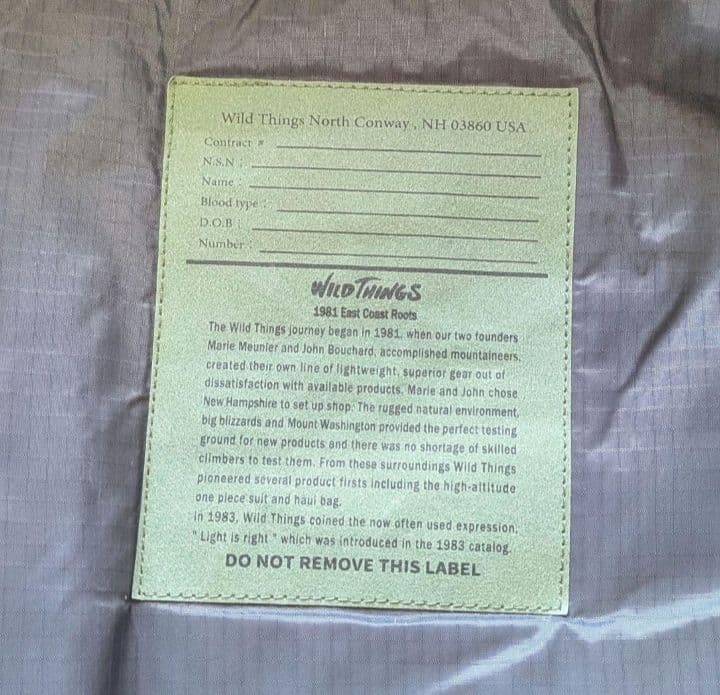 Wild Things North Conway , NH 03860 USA
Contract #
N.S.N :
Name :
Blood type :
D.O.B :
Number :
WILD THINGS
1981 East Coast Roots
The Wild Things journey began in 1981, when our two founders
Marie Meunier and John Bouchard, accomplished mountaineers,
created their own line of lightweight, superior gear out of
dissatisfaction with available products. Marie and John chose
New Hampshire to set up shop. The rugged natural environment,
big blizzards and Mount Washington provided the perfect testing
ground for new products and there was no shortage of skilled
climbers to test them. From these surroundings Wild Things
pioneered several product firsts including the high-altitude
one piece suit and haul bag.
In 1983, Wild Things coined the now often used expression,
" Light is right " which was introduced in the 1983 catalog.
DO NOT REMOVE THIS LABEL